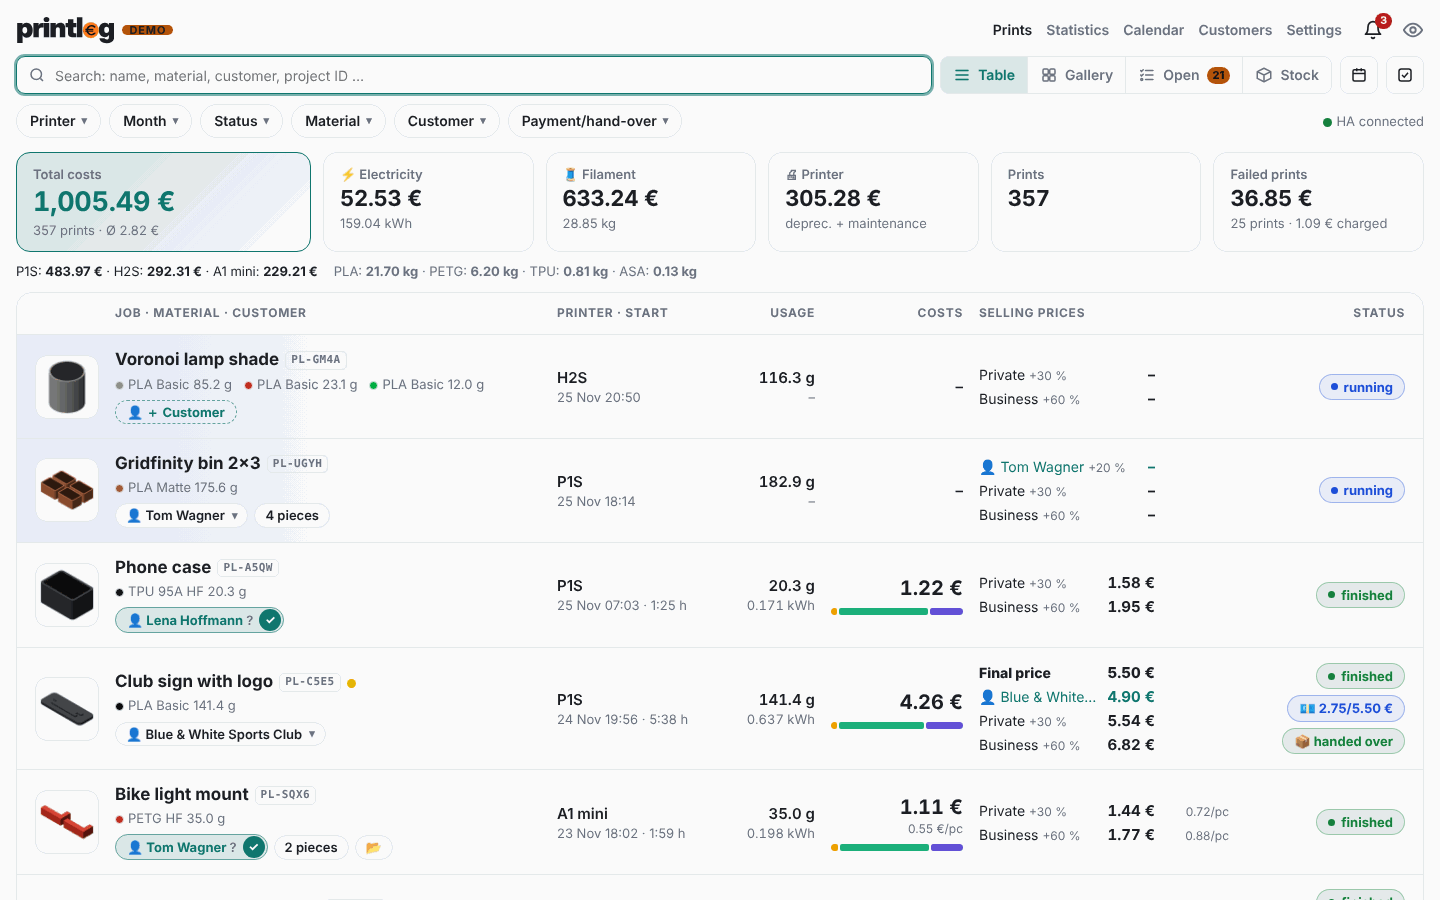 printl€g DEMO
Prints Statistics Calendar Customers Settings 3
Search: name, material, customer, project ID ...
Table Gallery Open 21 Stock
Printer ▾ Month ▾ Status ▾ Material ▾ Customer ▾ Payment/hand-over ▾
HA connected
Total costs
1,005.49 €
357 prints · Ø 2.82 €
⚡ Electricity
52.53 €
159.04 kWh
🧵 Filament
633.24 €
28.85 kg
🖨 Printer
305.28 €
deprec. + maintenance
Prints
357
Failed prints
36.85 €
25 prints · 1.09 € charged
P1S: 483.97 € · H2S: 292.31 € · A1 mini: 229.21 € PLA: 21.70 kg · PETG: 6.20 kg · TPU: 0.81 kg · ASA: 0.13 kg
JOB · MATERIAL · CUSTOMER PRINTER · START USAGE COSTS SELLING PRICES STATUS
Voronoi lamp shade PL-GM4A
PLA Basic 85.2 g PLA Basic 23.1 g PLA Basic 12.0 g
👤 + Customer
H2S
25 Nov 20:50
116.3 g
–
–
Private +30 % –
Business +60 % –
running
Gridfinity bin 2×3 PL-UGYH
PLA Matte 175.6 g
👤 Tom Wagner ▾ 4 pieces
P1S
25 Nov 18:14
182.9 g
–
–
👤 Tom Wagner +20 % –
Private +30 % –
Business +60 % –
running
Phone case PL-A5QW
TPU 95A HF 20.3 g
👤 Lena Hoffmann ? ✓
P1S
25 Nov 07:03 · 1:25 h
20.3 g
0.171 kWh
1.22 €
Private +30 % 1.58 €
Business +60 % 1.95 €
finished
Club sign with logo PL-C5E5
PLA Basic 141.4 g
👤 Blue & White Sports Club ▾
P1S
24 Nov 19:56 · 5:38 h
141.4 g
0.637 kWh
4.26 €
Final price 5.50 €
👤 Blue & White... 4.90 €
Private +30 % 5.54 €
Business +60 % 6.82 €
finished
💶 2.75/5.50 €
📦 handed over
Bike light mount PL-SQX6
PETG HF 35.0 g
👤 Tom Wagner ? ✓ 2 pieces 📂
A1 mini
23 Nov 18:02 · 1:59 h
35.0 g
0.198 kWh
1.11 €
0.55 €/pc
Private +30 % 1.44 € 0.72/pc
Business +60 % 1.77 € 0.88/pc
finished